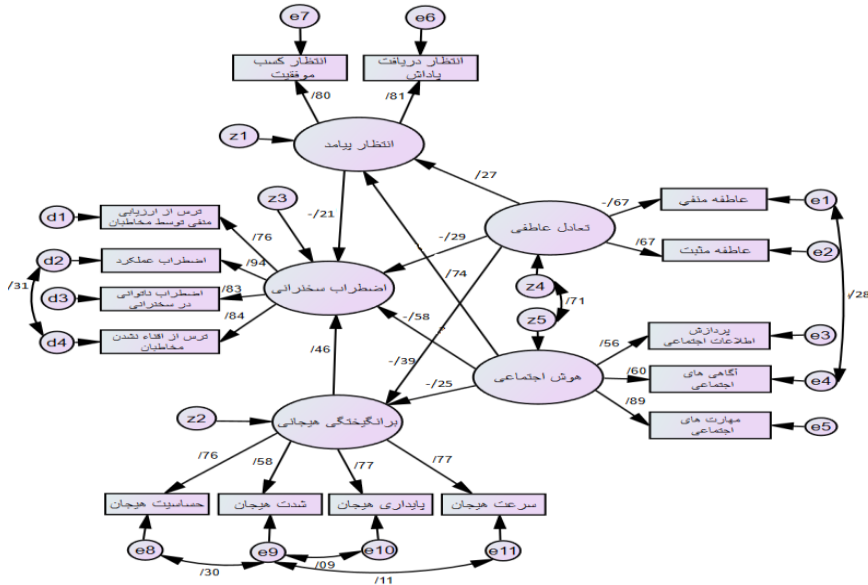 e7
e6
انتظار کسب
موفقیت
انتظار دریافت
پاداش
/80
/81
z1
انتظار پیامد
/27
-/67
عاطفه منفی
e1
z3
-/21
d1
ترس از ارزیابی
منفی توسط مخاطبان
/76
-/29
تعادل عاطفی
/67
عاطفه مثبت
e2
d2
اضطراب عملکرد
/94
/74
اضطراب سخنرانی
z4
/71
/31
d3
اضطراب ناتوانی
در سخنرانی
/83
-/58
z5
/28
d4
ترس از اقناء نشدن
مخاطبان
/84
/56
پردازش
اطلاعات اجتماعی
e3
/46
-/39
هوش اجتماعی
/60
آگاهی های
اجتماعی
e4
-/25
/89
مهارت های
اجتماعی
e5
z2
برانگیختگی هیجانی
/76
/58
/77
/77
حساسیت هیجان
شدت هیجان
پایداری هیجان
سرعت هیجان
e8
e9
e10
e11
/30
/09
/11